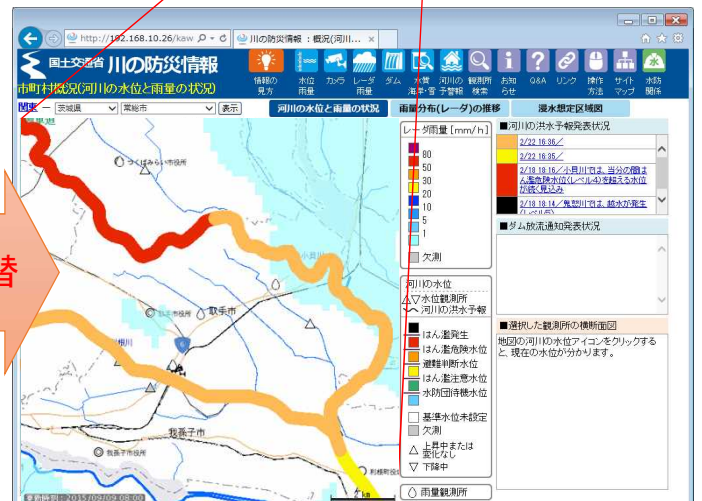 http://192.168.10.26/kaw
川の防災情報 : 概況(河川...
国土交通省 川の防災情報
市町村概況(河川の水位と雨量の状況)
情報の見方
水位雨量
カメラ
レーダ雨量
ダム
水質海岸・雪
河川の予警報
観測所検索
お知らせ
Q&A
リンク
操作方法
サイトマップ
水防関係
関東 － 茨城県 常総市 表示
河川の水位と雨量の状況
雨量分布(レーダ)の推移
浸水想定区域図
替
つくばみらい市役所
小貝川
取手市役所
取手市
6
我孫子市
我孫子市役所
更新時刻:2015/09/09 08:00
2 km
レーダ雨量 [mm/h]
80
50
30
20
10
5
1
欠測
河川の水位
△▽水位観測所
河川の洪水予報
はん濫発生
はん濫危険水位
避難判断水位
はん濫注意水位
水防団待機水位
基準水位未設定
欠測
△ 上昇中または
変化なし
▽ 下降中
雨量観測所
■河川の洪水予報発表状況
2/22 16:36／
2/22 16:35／
2/18 18:16／小貝川では、当分の間は
ん濫危険水位(レベル4)を超える水位
が続く見込み
2/18 18:14／鬼怒川では、越水が発生
(レベル5)
■ダム放流通知発表状況
■選択した観測所の横断面図
地図の河川の水位アイコンをクリックする
と、現在の水位が分かります。